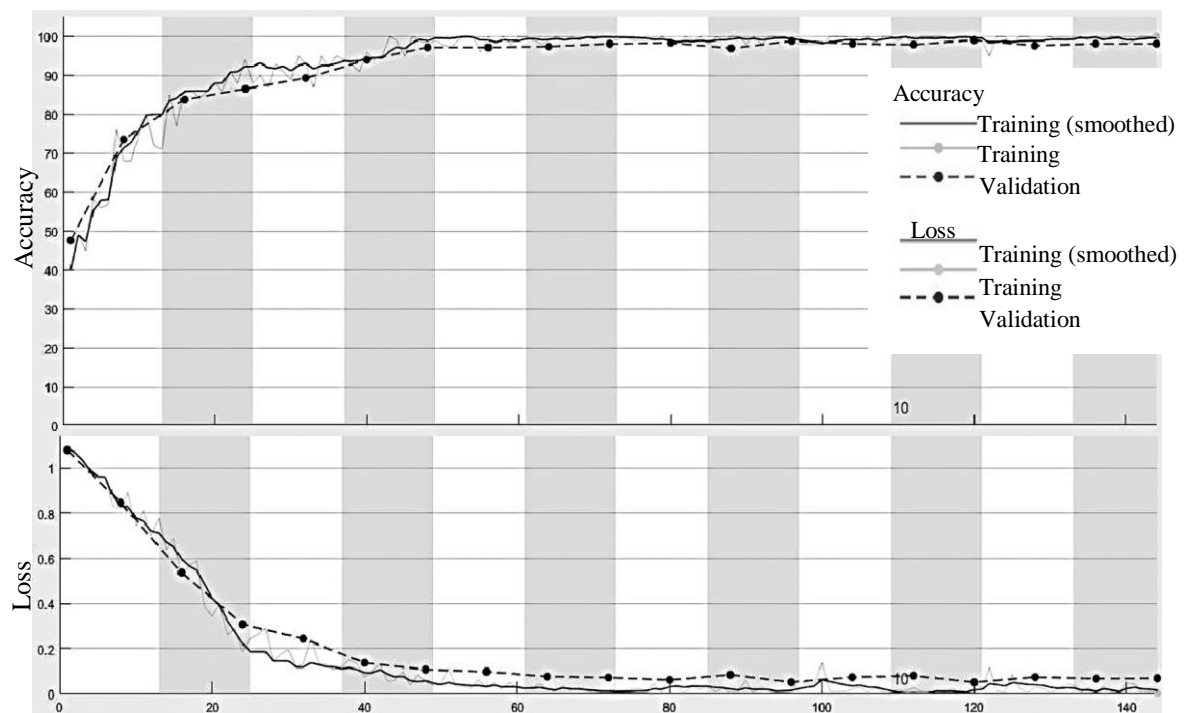 Accuracy
100
90
80
70
60
50
40
30
20
10
0
10
Accuracy
Training (smoothed)
Training
Validation
Loss
Training (smoothed)
Training
Validation
Loss
1
0.8
0.6
0.4
0.2
0
10
0 20 40 60 80 100 120 140